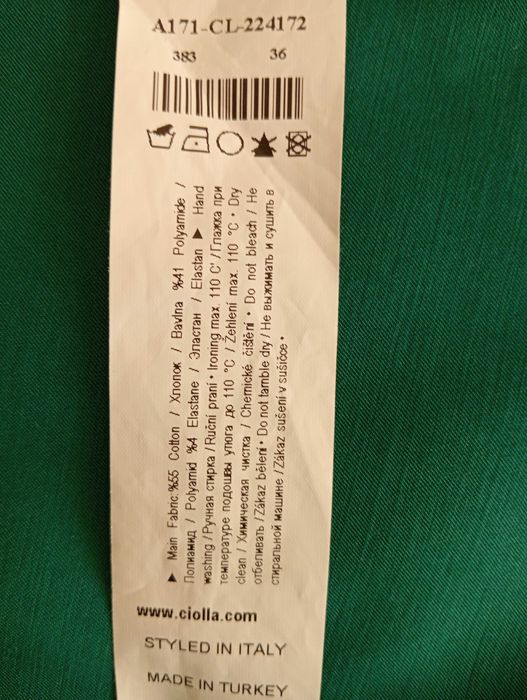 A171-CL-224172
383 36
► Main Fabric:%55 Cotton / Хлопок / Bavlna %41 Polyamide /
Полиамид / Polyamid %4 Elastane / Эластан / Elastan ► Hand
washing / Ручная стирка / Ruční praní • Ironing max. 110 C° / Глажка при
температуре подошвы утюга до 110 °C / Žehlení max. 110 °C • Dry
clean / Химическая чистка / Chemické čištění • Do not bleach / Не
отбеливать / Zákaz bělení • Do not tamble dry / Не выжимать и сушить в
стиральной машине / Zákaz sušení v sušičce •
www.ciolla.com
STYLED IN ITALY
MADE IN TURKEY